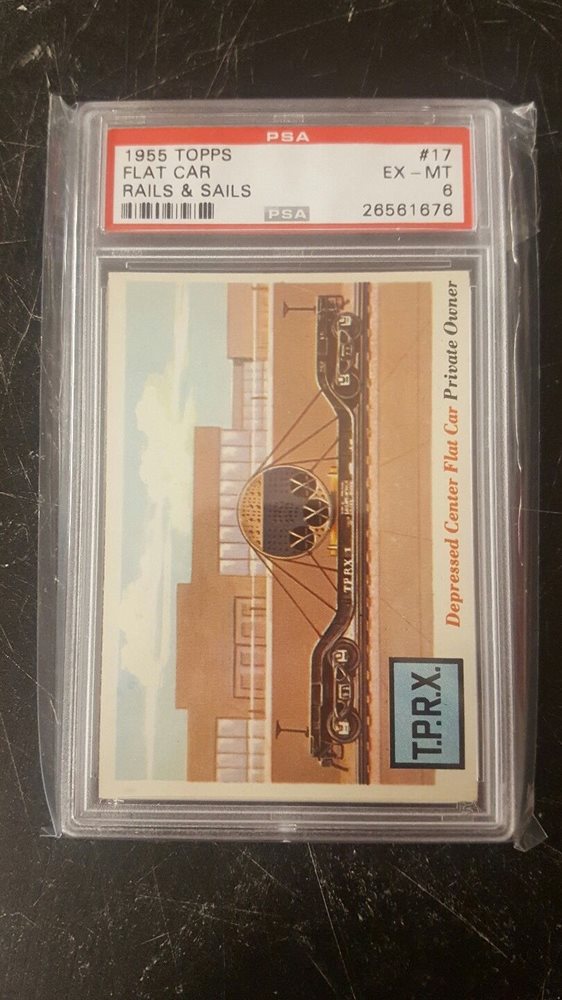 PSA
1955 TOPPS #17
FLAT CAR EX - MT
RAILS & SAILS 6
PSA 26561676
Depressed Center Flat Car Private Owner
T.P.R.X.
TPRX 1